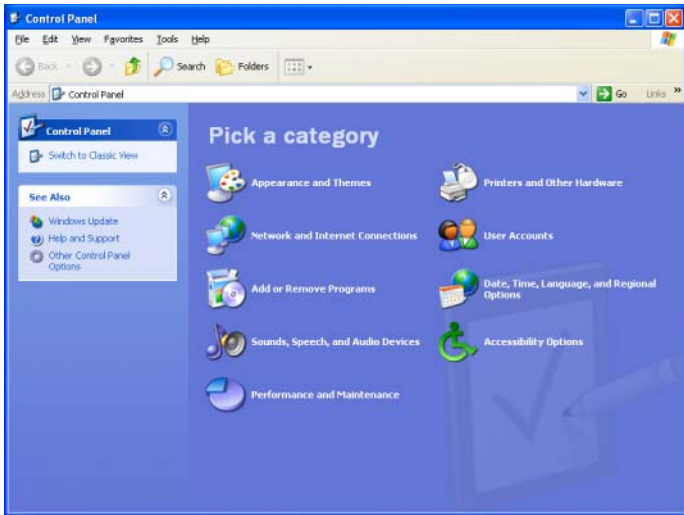 Control Panel
File Edit View Favorites Tools Help
Back Search Folders
Address Control Panel Go Links »
Control Panel
Switch to Classic View
See Also
Windows Update
Help and Support
Other Control Panel
Options
Pick a category
Appearance and Themes
Printers and Other Hardware
Network and Internet Connections
User Accounts
Add or Remove Programs
Date, Time, Language, and Regional
Options
Sounds, Speech, and Audio Devices
Accessibility Options
Performance and Maintenance